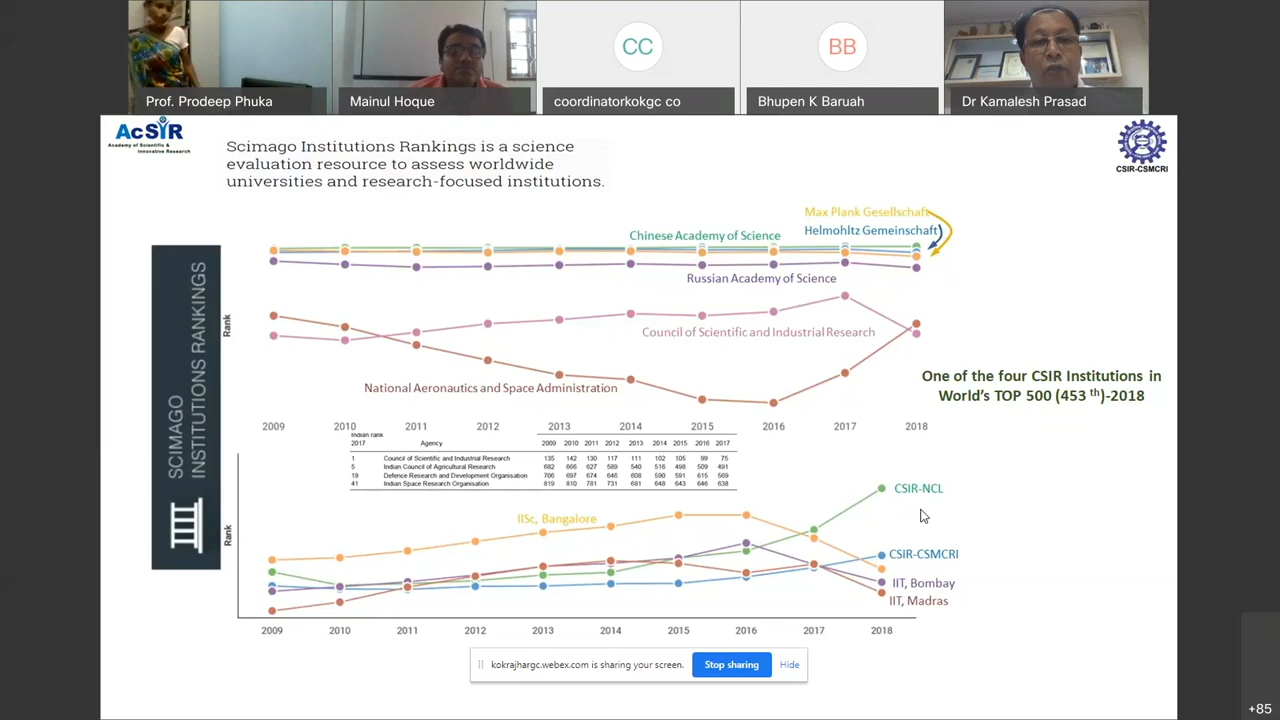 CC
BB
Prof. Prodeep Phuka
Mainul Hoque
coordinatorkokgc co
Bhupen K Baruah
Dr Kamalesh Prasad
AcSIR
Academy of Scientific &
Innovative Research
Scimago Institutions Rankings is a science
evaluation resource to assess worldwide
universities and research-focused institutions.
CSIR-CSMCRI
SCIMAGO
INSTITUTIONS RANKINGS
Max Plank Gesellschaft
Helmohltz Gemeinschaft
Chinese Academy of Science
Russian Academy of Science
Rank
Council of Scientific and Industrial Research
National Aeronautics and Space Administration
One of the four CSIR Institutions in
World's TOP 500 (453 th)-2018
2009 2010 2011 2012 2013 2014 2015 2016 2017 2018
Indian rank
2017 Agency 2009 2010 2011 2012 2013 2014 2015 2016 2017
1 Council of Scientific and Industrial Research 135 142 130 117 111 102 105 99 75
5 Indian Council of Agricultural Research 682 666 627 589 540 516 498 509 491
19 Defence Research and Development Organisation 706 697 674 646 608 590 591 615 569
41 Indian Space Research Organisation 819 810 781 731 681 648 643 646 638
CSIR-NCL
IISc, Bangalore
Rank
CSIR-CSMCRI
IIT, Bombay
IIT, Madras
2009 2010 2011 2012 2013 2014 2015 2016 2017 2018
kokrajhargc.webex.com is sharing your screen.
Stop sharing
Hide
+85